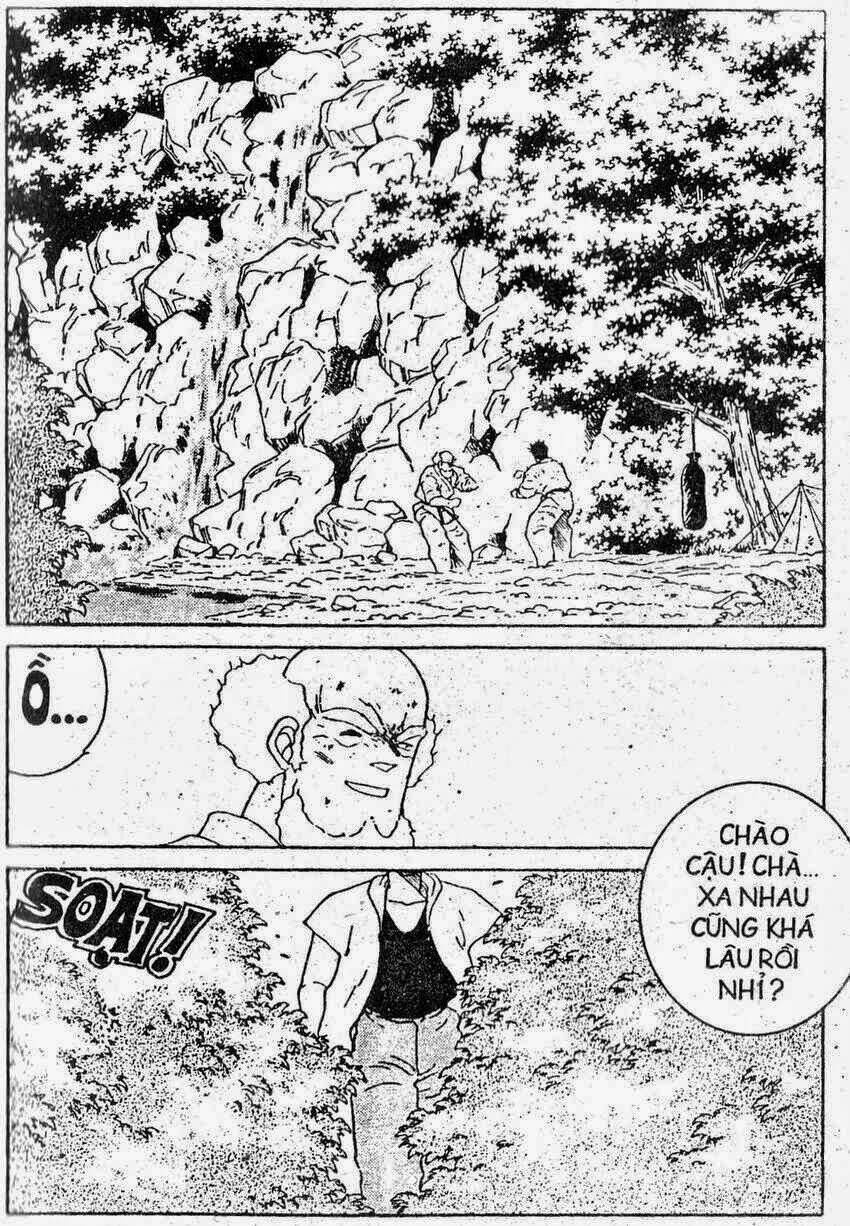 Ồ...
SOẠT!
CHÀO
CẬU! CHÀ...
XA NHAU
CŨNG KHÁ
LÂU RỒI
NHỈ?